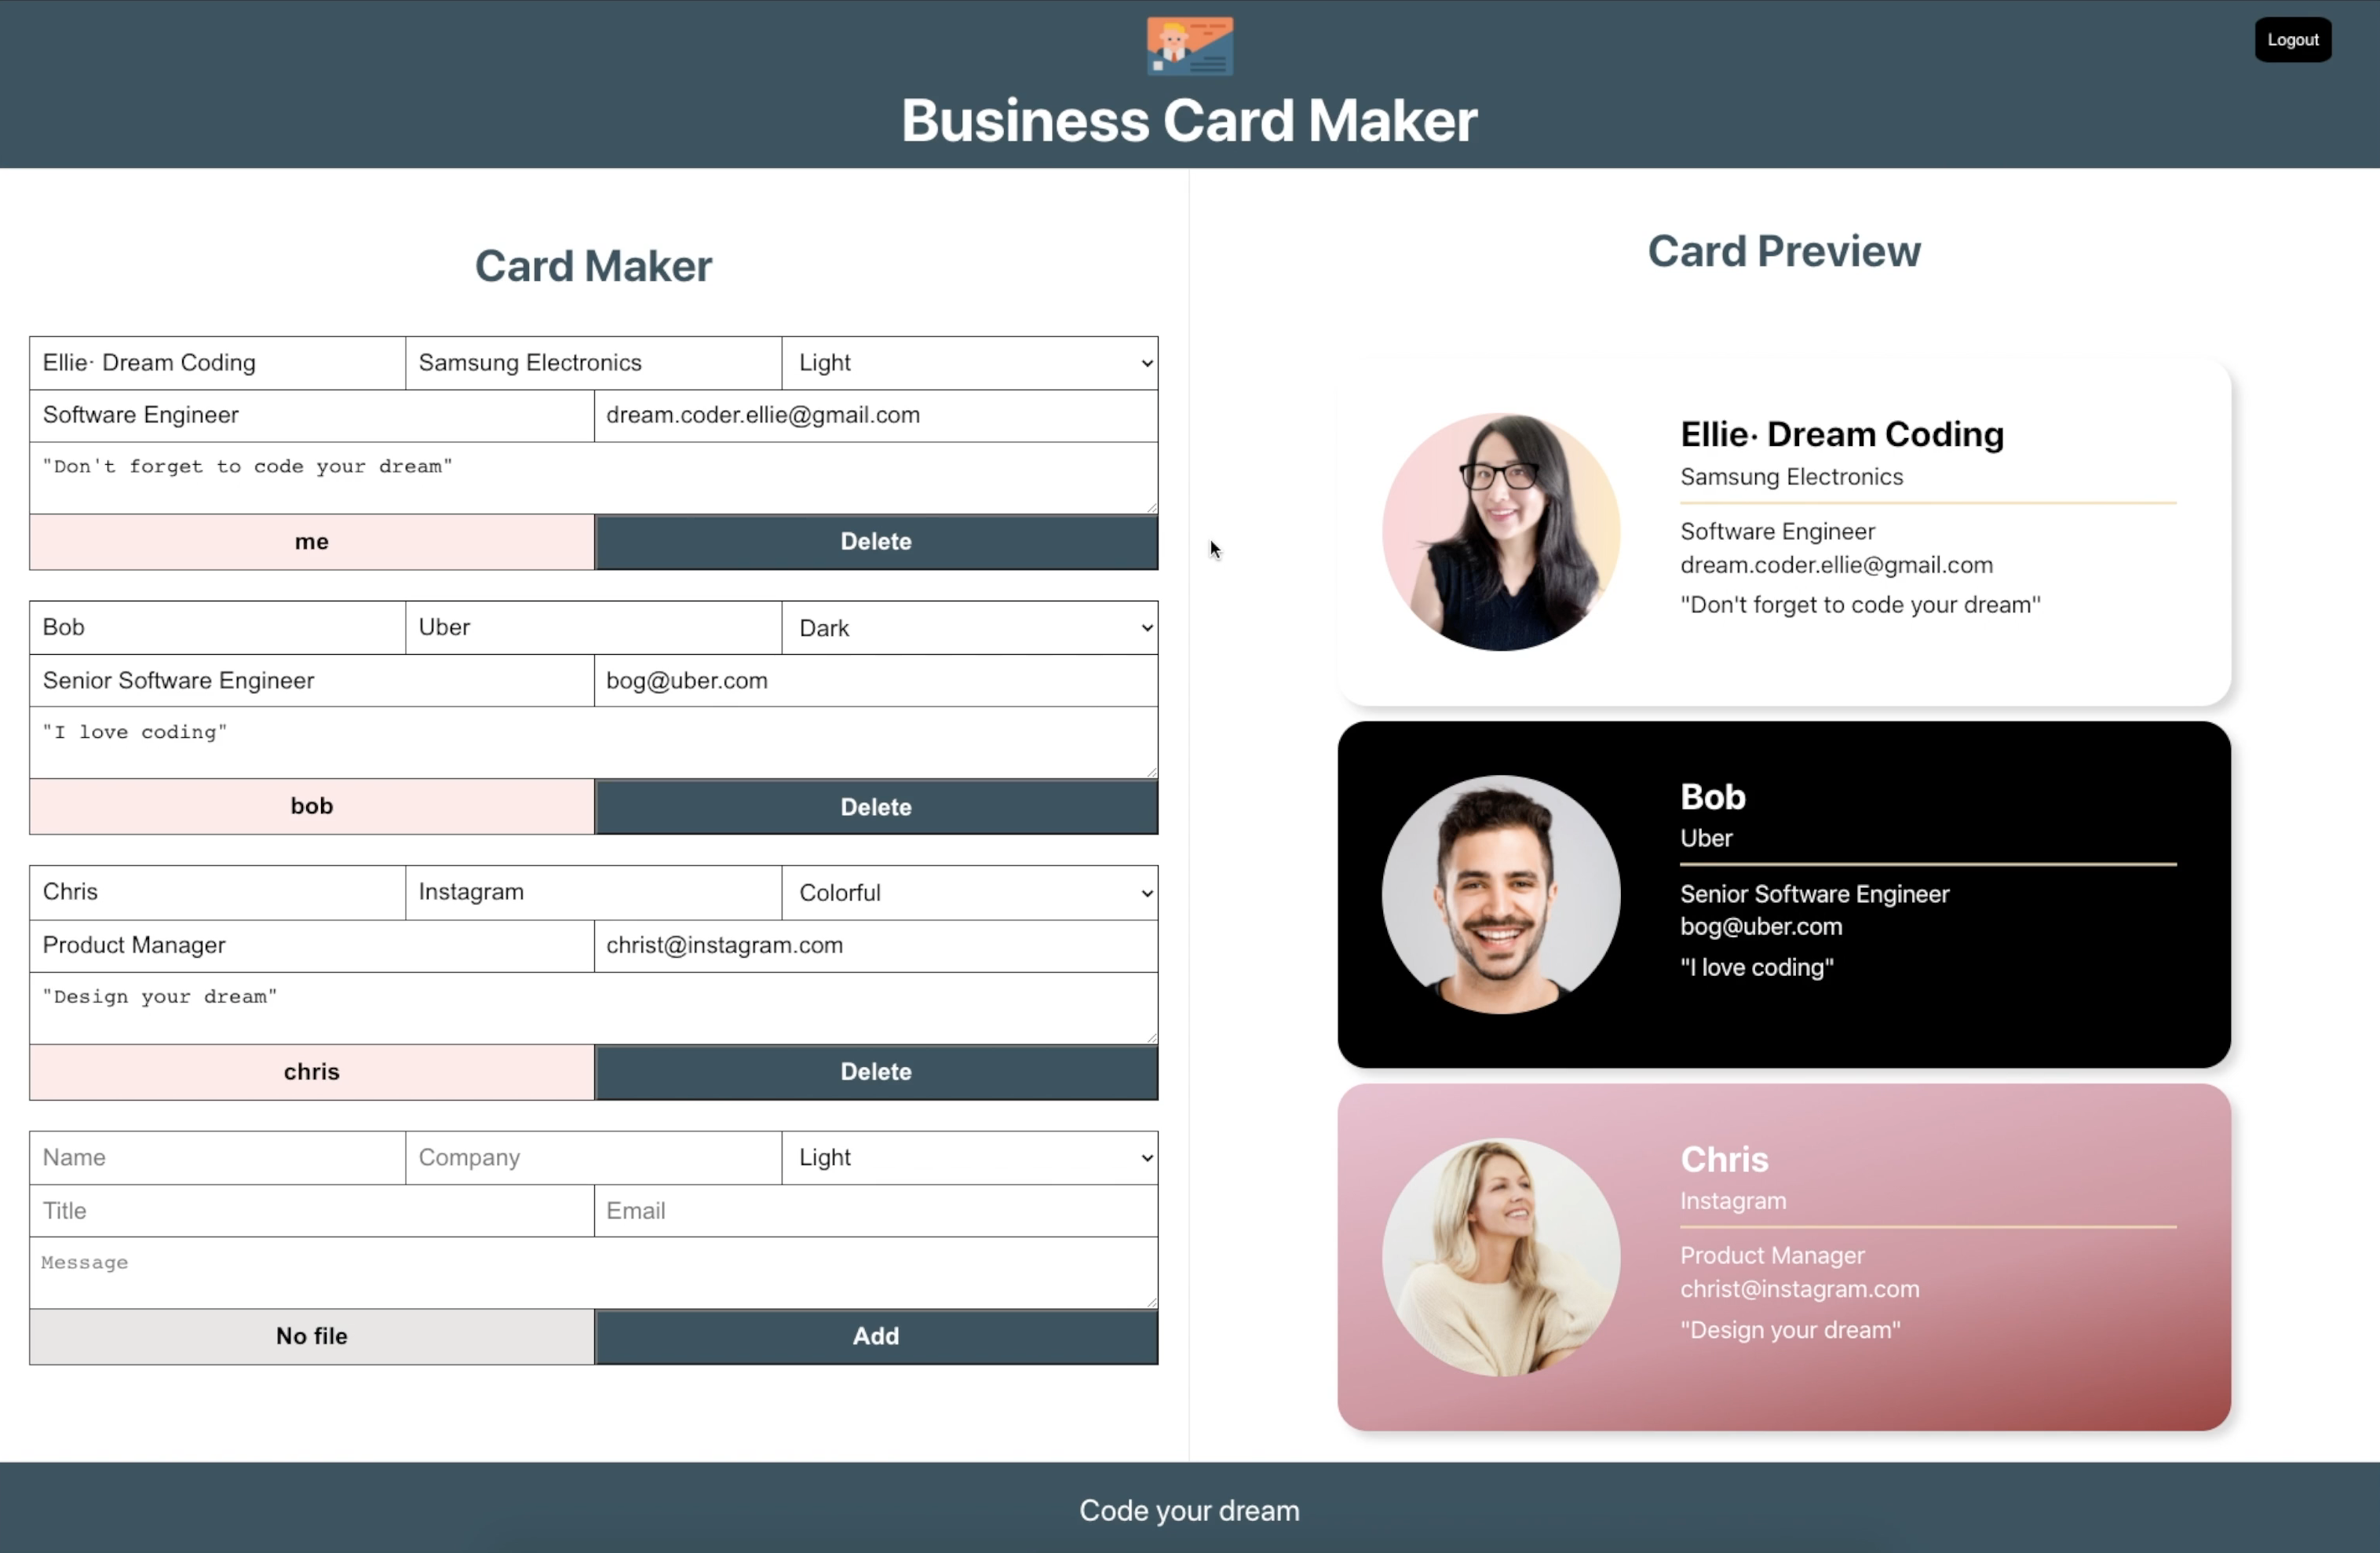 Logout
Business Card Maker
Card Maker
Ellie· Dream Coding Samsung Electronics Light
Software Engineer dream.coder.ellie@gmail.com
"Don't forget to code your dream"
me Delete
Bob Uber Dark
Senior Software Engineer bog@uber.com
"I love coding"
bob Delete
Chris Instagram Colorful
Product Manager christ@instagram.com
"Design your dream"
chris Delete
Name Company Light
Title Email
Message
No file Add
Card Preview
Ellie· Dream Coding
Samsung Electronics
Software Engineer
dream.coder.ellie@gmail.com
"Don't forget to code your dream"
Bob
Uber
Senior Software Engineer
bog@uber.com
"I love coding"
Chris
Instagram
Product Manager
christ@instagram.com
"Design your dream"
Code your dream